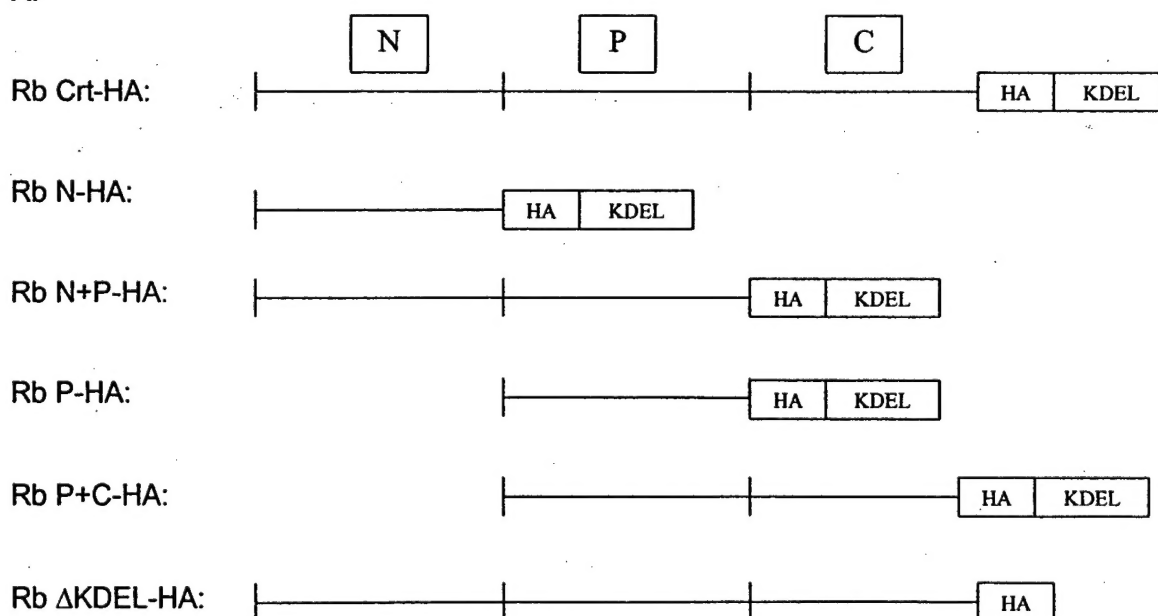 N P C
Rb Crt-HA: HA KDEL
Rb N-HA: HA KDEL
Rb N+P-HA: HA KDEL
Rb P-HA: HA KDEL
Rb P+C-HA: HA KDEL
Rb ΔKDEL-HA: HA